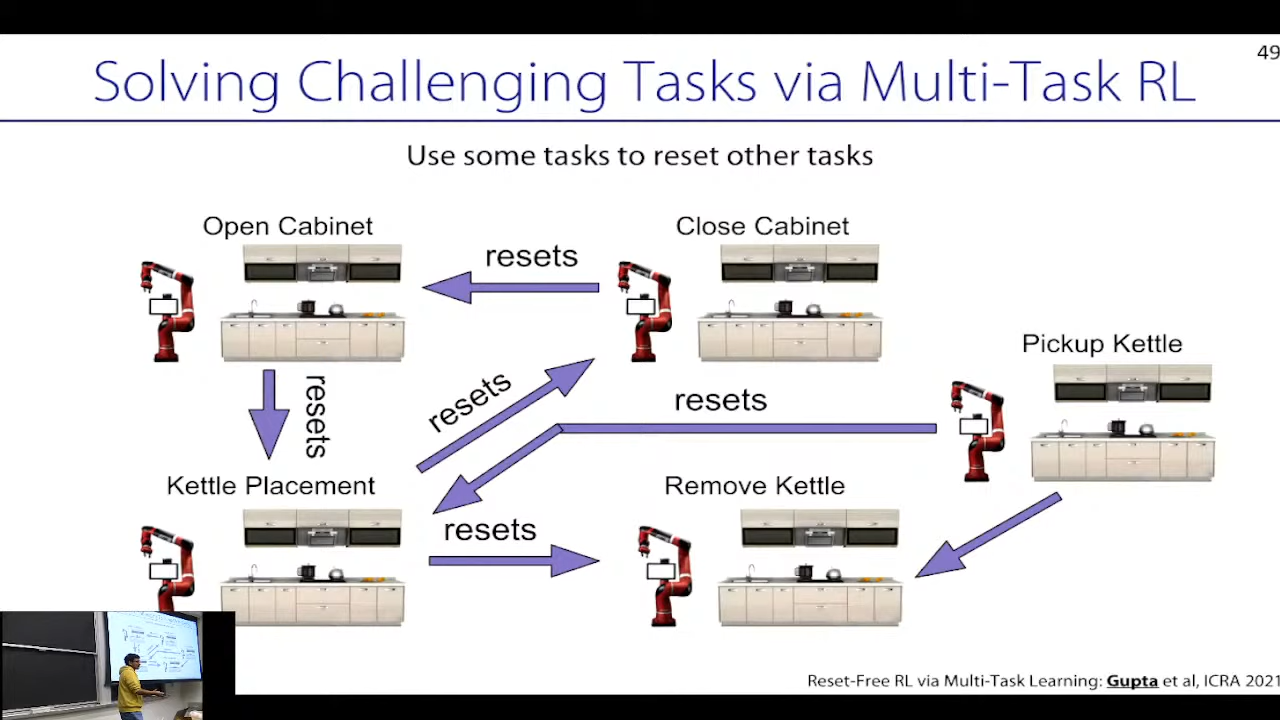 49
Solving Challenging Tasks via Multi-Task RL
Use some tasks to reset other tasks
Open Cabinet
Close Cabinet
resets
Pickup Kettle
resets
resets
resets
Kettle Placement
Remove Kettle
resets
Reset-Free RL via Multi-Task Learning: Gupta et al, ICRA 2021